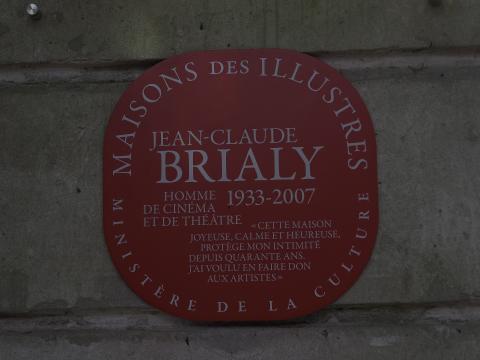 MAISONS DES ILLUSTRES
JEAN-CLAUDE
BRIALY
HOMME
DE CINÉMA
ET DE THÉÂTRE
1933-2007
«CETTE MAISON
JOYEUSE, CALME ET HEUREUSE,
PROTÈGE MON INTIMITÉ
DEPUIS QUARANTE ANS.
J'AI VOULU EN FAIRE DON
AUX ARTISTES»
MINISTÈRE DE LA CULTURE